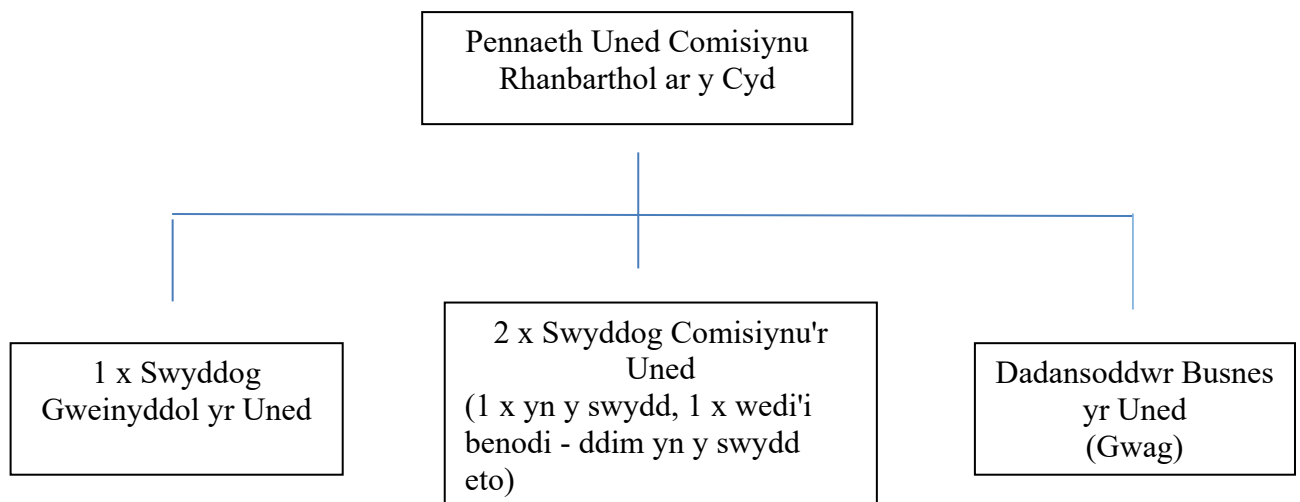 Pennaeth Uned Comisiynu
Rhanbarthol ar y Cyd
1 x Swyddog
Gweinyddol yr Uned
2 x Swyddog Comisiynu'r
Uned
(1 x yn y swydd, 1 x wedi'i
benodi - ddim yn y swydd
eto)
Dadansoddwr Busnes
yr Uned
(Gwag)